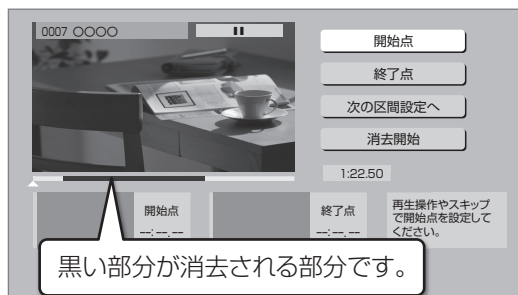 0007 〇〇〇〇
開始点
終了点
次の区間設定へ
消去開始
1:22.50
開始点
--:--.--
終了点
--:--.--
再生操作やスキップ
で開始点を設定して
ください。
黒い部分が消去される部分です。